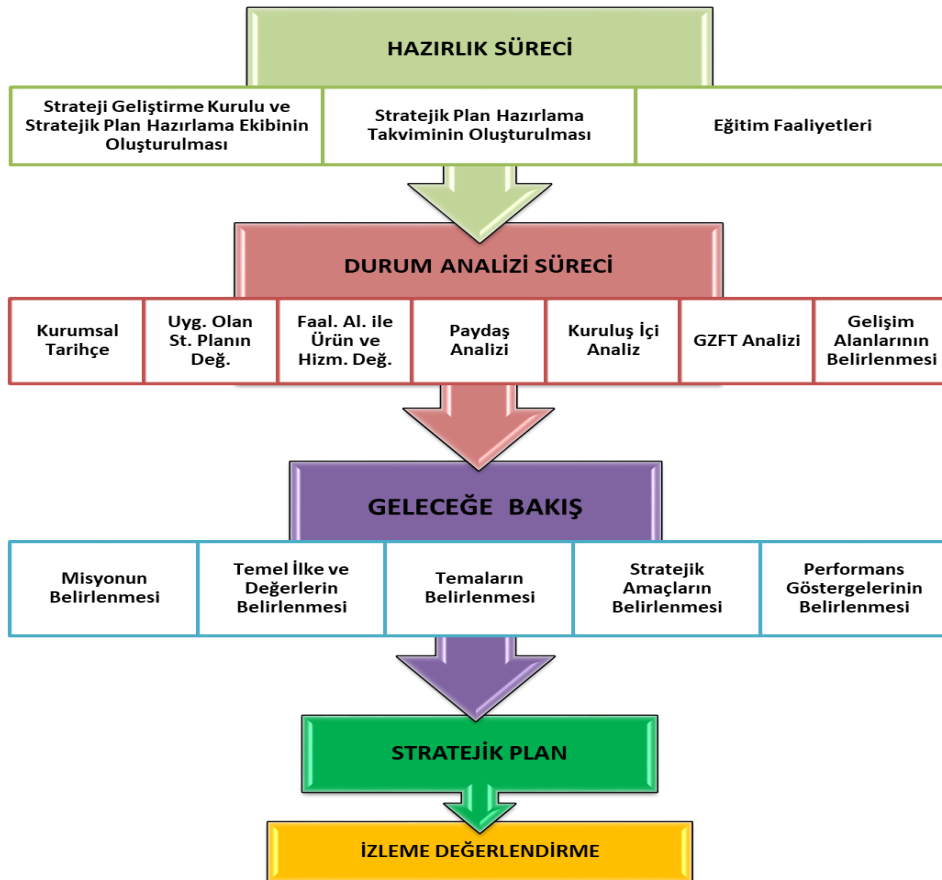 HAZIRLIK SÜRECİ
Strateji Geliştirme Kurulu ve
Stratejik Plan Hazırlama Ekibinin
Oluşturulması
Stratejik Plan Hazırlama
Takviminin Oluşturulması
Eğitim Faaliyetleri
DURUM ANALİZİ SÜRECİ
Kurumsal
Tarihçe
Uyg. Olan
St. Planın
Değ.
Faal. Al. ile
Ürün ve
Hizm. Değ.
Paydaş
Analizi
Kuruluş İçi
Analiz
GZFT Analizi
Gelişim
Alanlarının
Belirlenmesi
GELECEĞE BAKIŞ
Misyonun
Belirlenmesi
Temel İlke ve
Değerlerin
Belirlenmesi
Temaların
Belirlenmesi
Stratejik
Amaçların
Belirlenmesi
Performans
Göstergelerinin
Belirlenmesi
STRATEJİK PLAN
İZLEME DEĞERLENDİRME